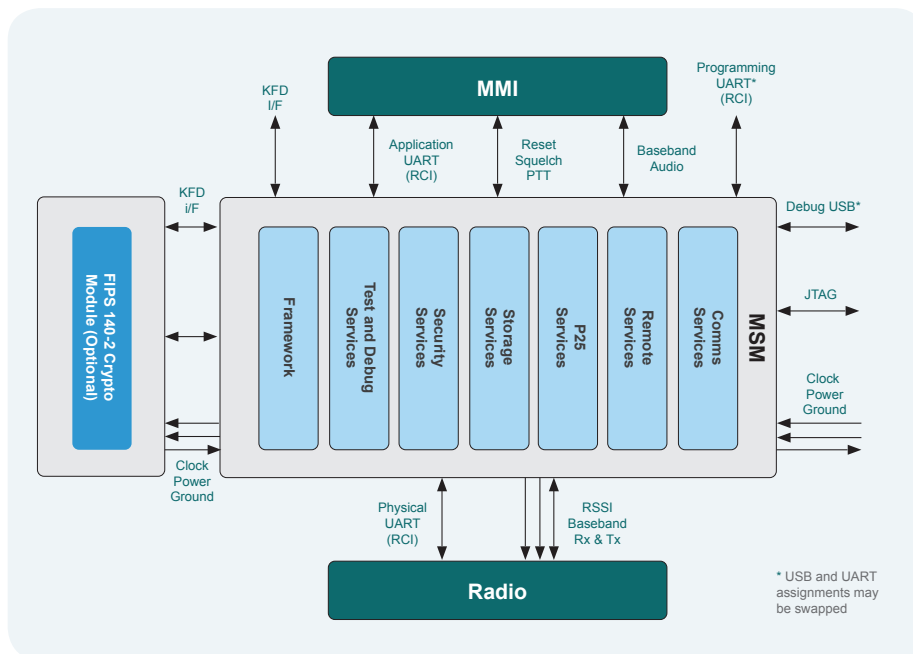 MMI
KFD
I/F
Application
UART
(RCI)
Reset
Squelch
PTT
Baseband
Audio
Programming
UART*
(RCI)
KFD
i/F
FIPS 140-2 Crypto
Module (Optional)
Clock
Power
Ground
Framework
Test and Debug
Services
Security
Services
Storage
Services
P25
Services
Remote
Services
Comms
Services
MSM
Debug USB*
JTAG
Clock
Power
Ground
Physical
UART
(RCI)
RSSI
Baseband
Rx & Tx
Radio
* USB and UART
assignments may
be swapped